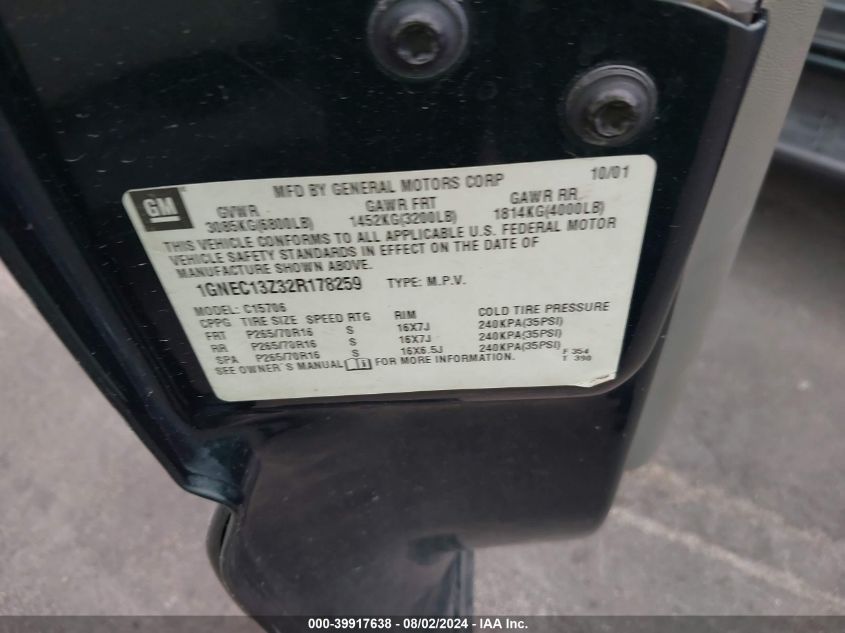 MFD BY GENERAL MOTORS CORP 10/01
GM
GVWR GAWR FRT GAWR RR
3085KG(6800LB) 1452KG(3200LB) 1814KG(4000LB)
THIS VEHICLE CONFORMS TO ALL APPLICABLE U.S. FEDERAL MOTOR
VEHICLE SAFETY STANDARDS IN EFFECT ON THE DATE OF
MANUFACTURE SHOWN ABOVE.
1GNEC13Z32R178259 TYPE: M.P.V.
MODEL: C15706
CPPG TIRE SIZE SPEED RTG RIM COLD TIRE PRESSURE
FRT P265/70R16 S 16X7J 240KPA(35PSI)
RR P265/70R16 S 16X7J 240KPA(35PSI)
SPA P265/70R16 S 16X6.5J 240KPA(35PSI)
SEE OWNER'S MANUAL FOR MORE INFORMATION.
F 354
T 390
000-39917638 - 08/02/2024 - IAA Inc.